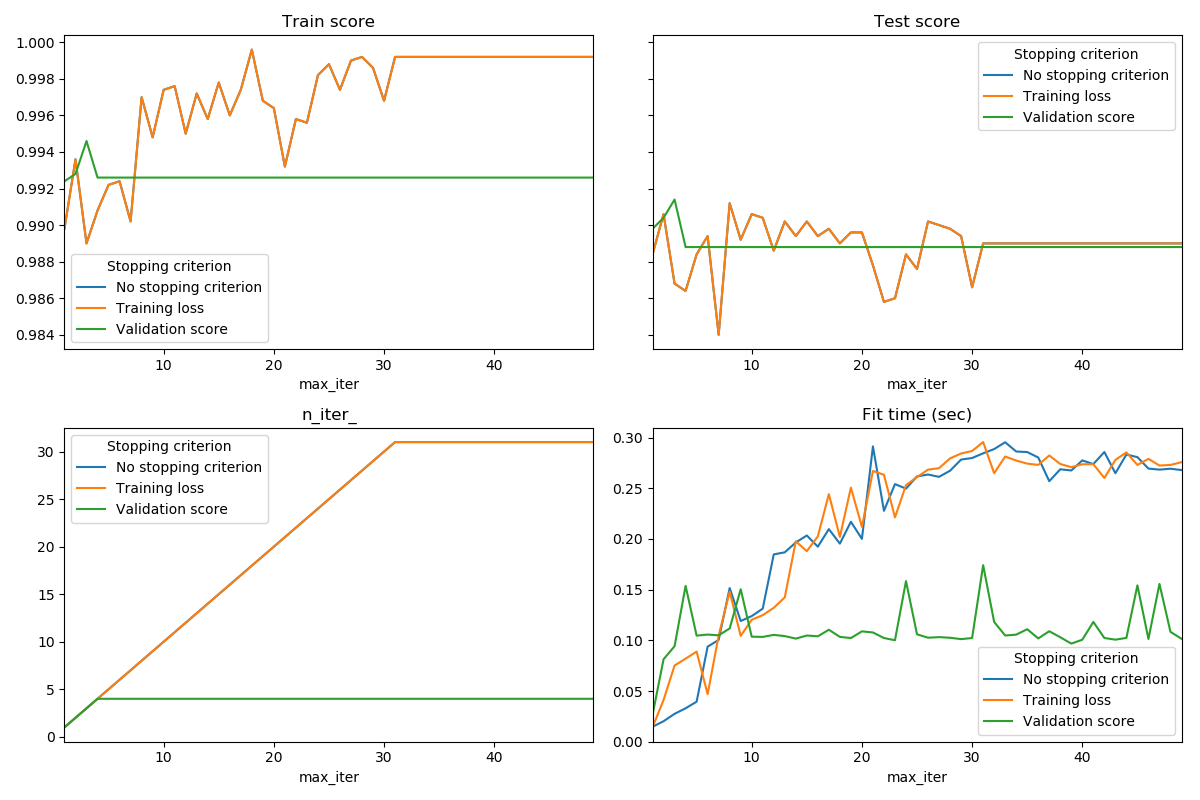 Train score
1.000
0.998
0.996
0.994
0.992
0.990
0.988
0.986
0.984
Stopping criterion
No stopping criterion
Training loss
Validation score
10 20 30 40
max_iter
Test score
Stopping criterion
No stopping criterion
Training loss
Validation score
10 20 30 40
max_iter
n_iter_
30
25
20
15
10
5
0
Stopping criterion
No stopping criterion
Training loss
Validation score
10 20 30 40
max_iter
Fit time (sec)
0.30
0.25
0.20
0.15
0.10
0.05
0.00
Stopping criterion
No stopping criterion
Training loss
Validation score
10 20 30 40
max_iter